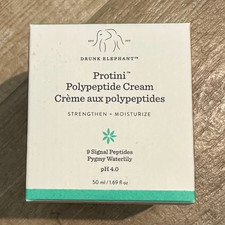 DRUNK ELEPHANT™
Protini™
Polypeptide Cream
Crème aux polypeptides
STRENGTHEN + MOISTURIZE
9 Signal Peptides
Pygmy Waterlily
pH 4.0
50 ml / 1.69 fl oz